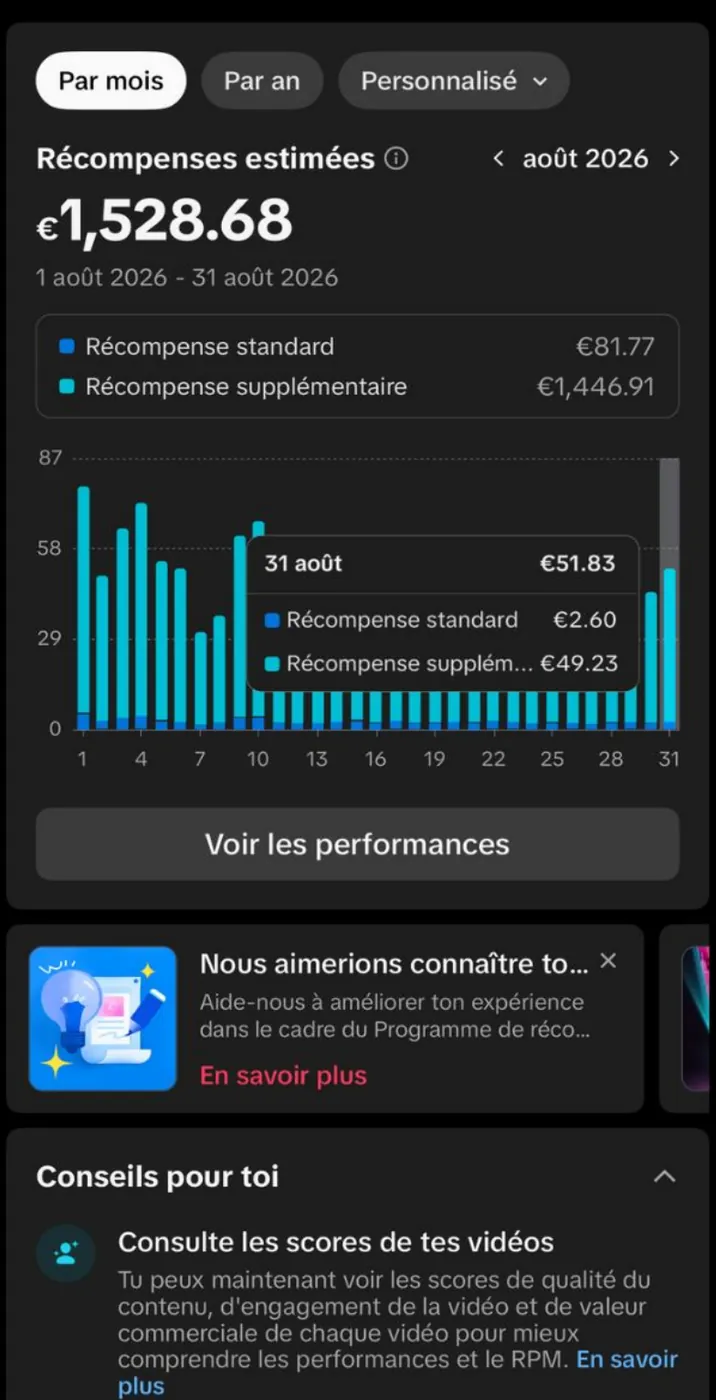 Par mois Par an Personnalisé
Récompenses estimées < août 2026 >
€1,528.68
1 août 2026 - 31 août 2026
Récompense standard €81.77
Récompense supplémentaire €1,446.91
87
58
29
0
31 août €51.83
Récompense standard €2.60
Récompense supplém... €49.23
1 4 7 10 13 16 19 22 25 28 31
Voir les performances
Nous aimerions connaître to...
Aide-nous à améliorer ton expérience
dans le cadre du Programme de réco...
En savoir plus
Conseils pour toi
Consulte les scores de tes vidéos
Tu peux maintenant voir les scores de qualité du
contenu, d'engagement de la vidéo et de valeur
commerciale de chaque vidéo pour mieux
comprendre les performances et le RPM. En savoir
plus